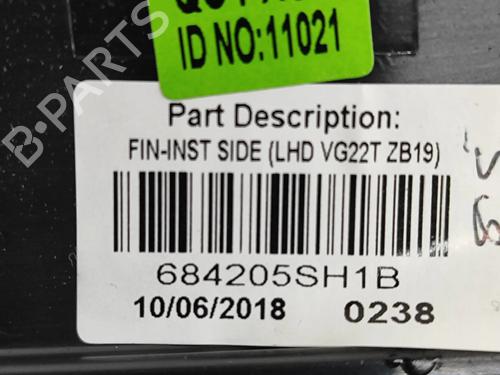 ID NO:11021
Part Description:
FIN-INST SIDE (LHD VG22T ZB19)
684205SH1B
10/06/2018 0238
B-Parts